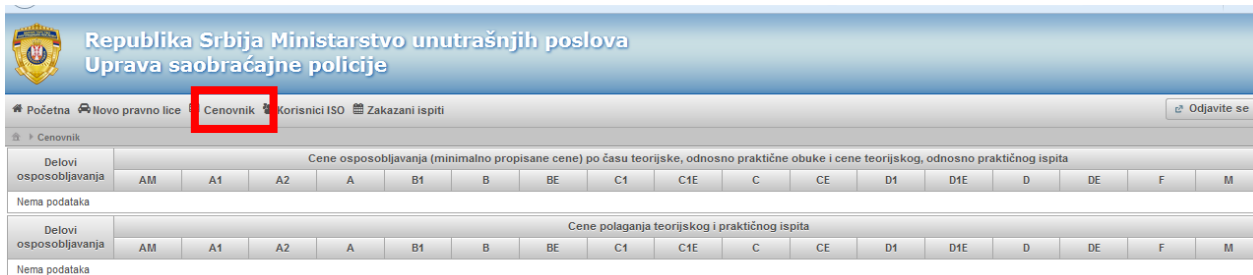 Republika Srbija Ministarstvo unutrašnjih poslova
Uprava saobraćajne policije
Početna Novo pravno lice Cenovnik Korisnici ISO Zakazani ispiti Odjavite se
Cenovnik
Delovi osposobljavanja Cene osposobljavanja (minimalno propisane cene) po času teorijske, odnosno praktične obuke i cene teorijskog, odnosno praktičnog ispita
AM A1 A2 A B1 B BE C1 C1E C CE D1 D1E D DE F M
Nema podataka
Delovi osposobljavanja Cene polaganja teorijskog i praktičnog ispita
AM A1 A2 A B1 B BE C1 C1E C CE D1 D1E D DE F M
Nema podataka